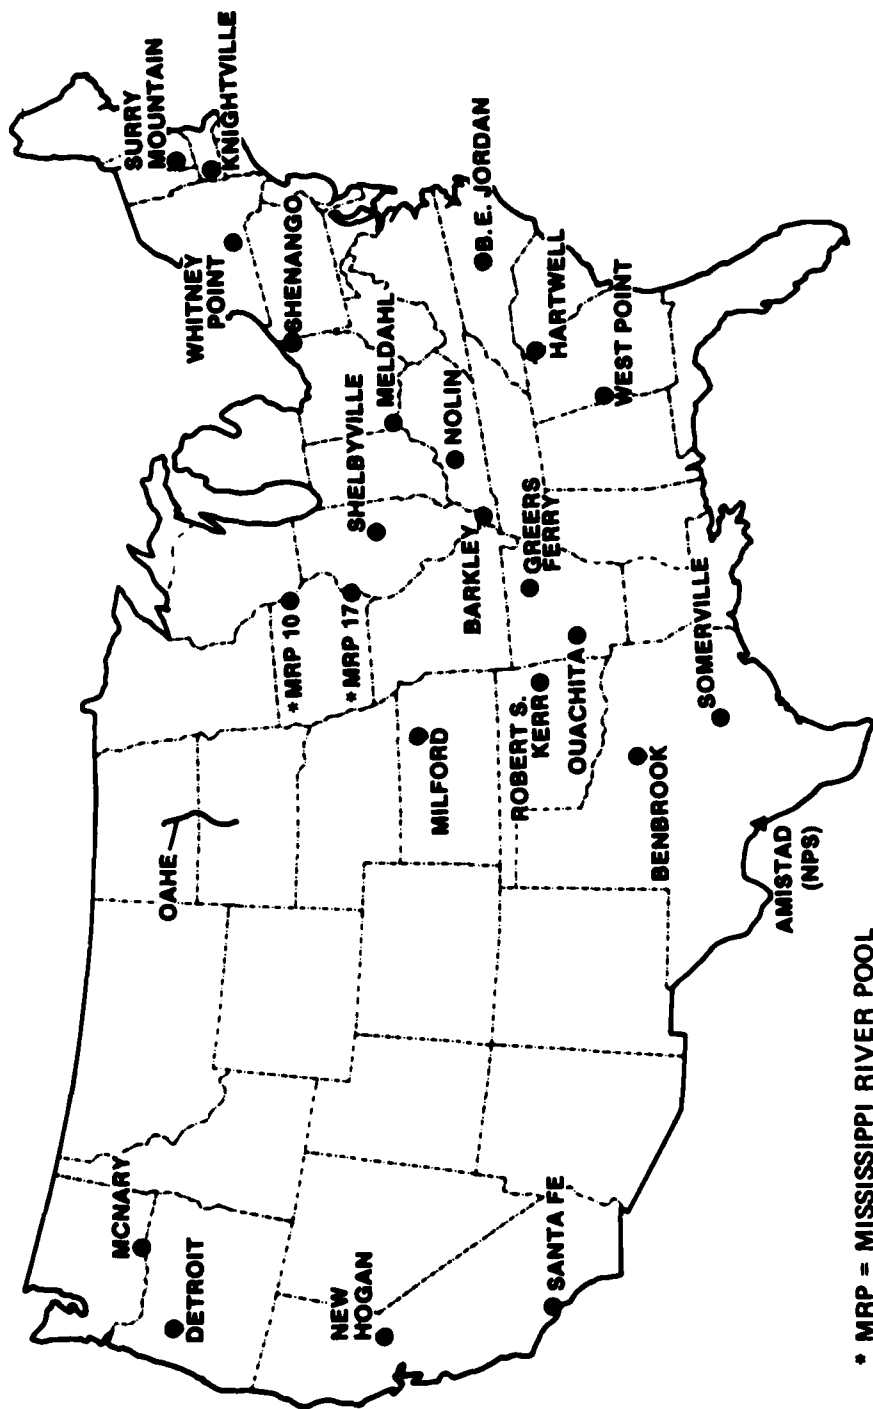 SURRY
MOUNTAIN
KNIGHTVILLE
WHITNEY
POINT
SHENANGO
MELDAHL
SHELBYVILLE
NOLIN
B.E. JORDAN
HARTWELL
WEST POINT
BARKLEY
GREERS
FERRY
*MRP 10
*MRP 17
OAHE
MILFORD
ROBERT S.
KERR
OUACHITA
BENBROOK
SOMERVILLE
AMISTAD
(NPS)
MCNARY
DETROIT
NEW
HOGAN
SANTA FE
* MRP = MISSISSIPPI RIVER POOL